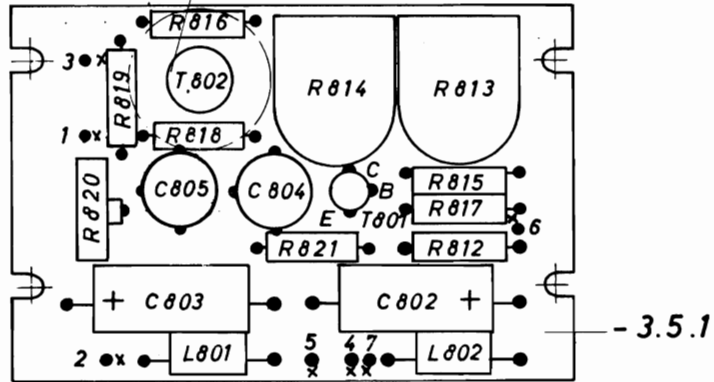 R816
3 x
R819
T.802
R814
R813
1 x
R818
R820
C805
C804
C
B
E
T801
R815
R817
x 6
R821
R812
+ C803
C802 +
- 3.5.1
2 x
L801
5
x
4 7
x x
L802